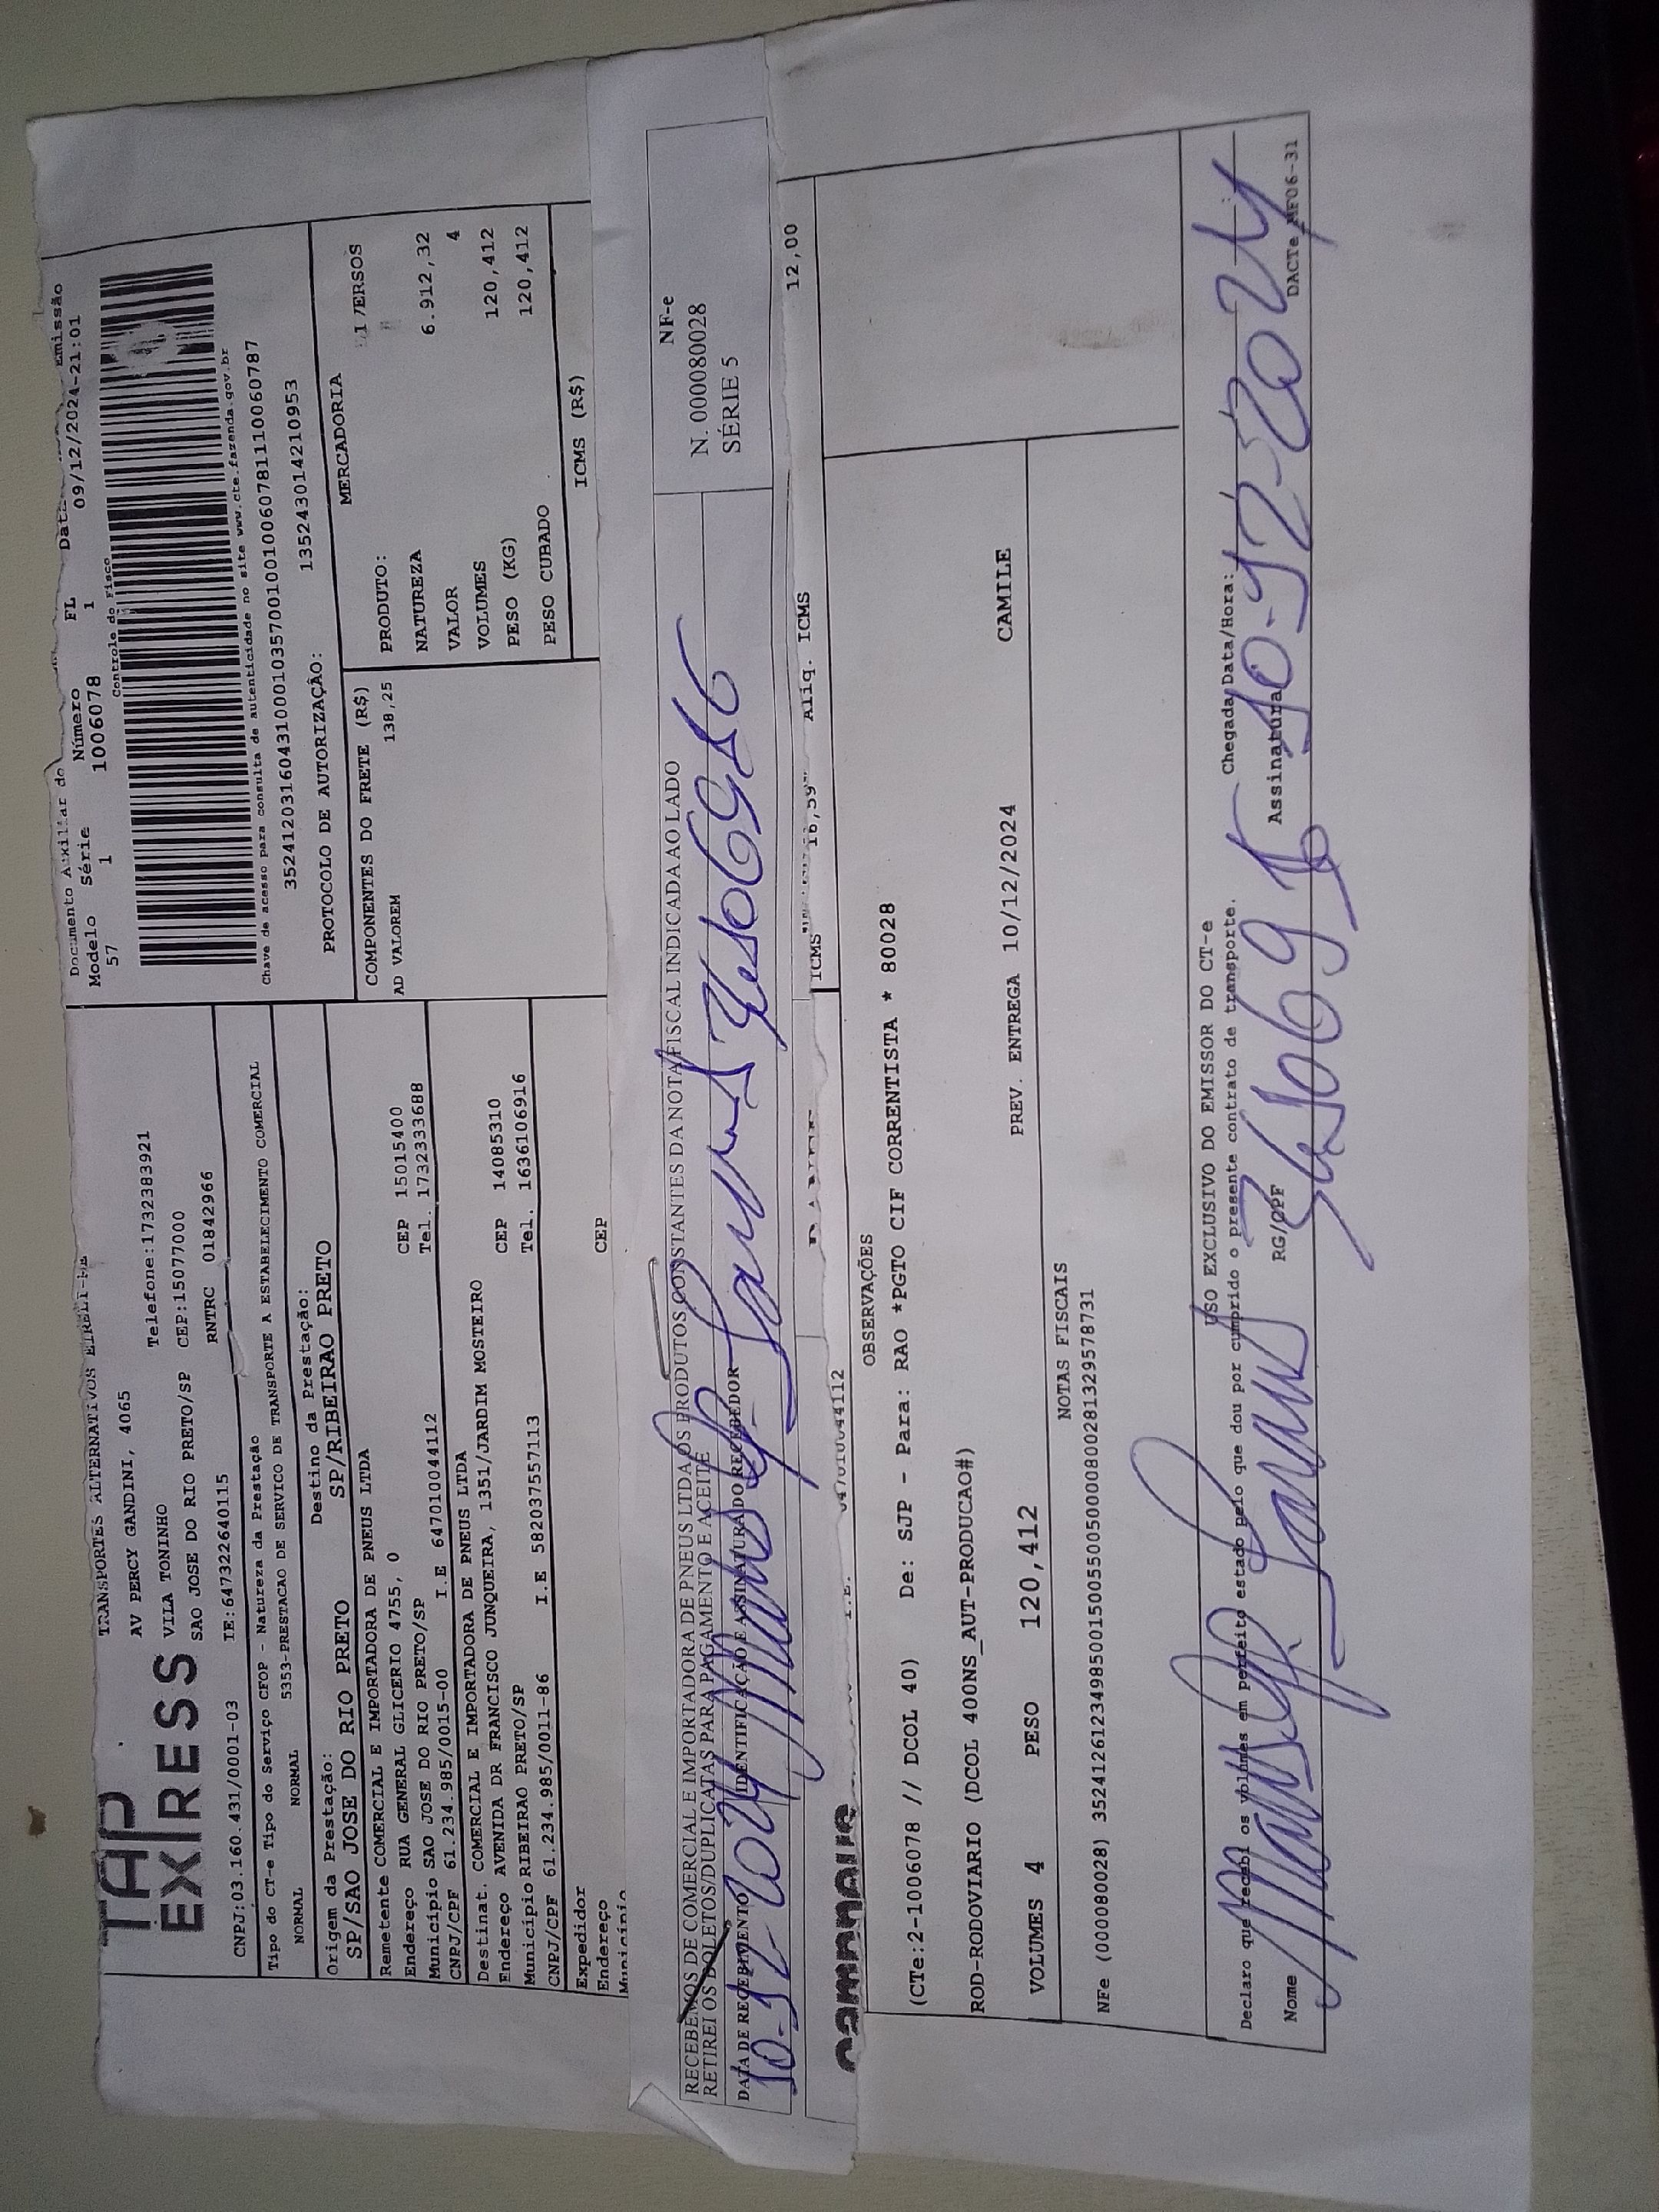 TAP
EXPRESS
TRANSPORTES ALTERNATIVOS EIRELI-ME
AV PERCY GANDINI, 4065
VILA TONINHO Telefone:1732383921
SAO JOSE DO RIO PRETO/SP CEP:15077000
CNPJ:03.160.431/0001-03 IE:647322640115 RNTRC 01842966
Documento Auxiliar do Emissão
Modelo Série Número FL
57 1 1006078 1 09/12/2024-21:01
Controle do Fisco
Chave de acesso para consulta de autenticidade no site www.cte.fazenda.gov.br
35241203160431000103570010010060781110060787
PROTOCOLO DE AUTORIZAÇÃO: 135243014210953
Tipo do CT-e Tipo do Serviço CFOP - Natureza da Prestação
NORMAL NORMAL 5353-PRESTACAO DE SERVICO DE TRANSPORTE A ESTABELECIMENTO COMERCIAL
Origem da Prestação: Destino da Prestação:
SP/SAO JOSE DO RIO PRETO SP/RIBEIRAO PRETO
Remetente COMERCIAL E IMPORTADORA DE PNEUS LTDA
Endereço RUA GENERAL GLICERIO 4755, 0 CEP 15015400
Município SAO JOSE DO RIO PRETO/SP Tel. 1732333688
CNPJ/CPF 61.234.985/0015-00 I.E 647010044112
Destinat. COMERCIAL E IMPORTADORA DE PNEUS LTDA
Endereço AVENIDA DR FRANCISCO JUNQUEIRA, 1351/JARDIM MOSTEIRO CEP 14085310
Município RIBEIRAO PRETO/SP Tel. 1636106916
CNPJ/CPF 61.234.985/0011-86 I.E 582037557113
Expedidor
Endereço CEP
Município
COMPONENTES DO FRETE (R$)
AD VALOREM 138,25
MERCADORIA
PRODUTO:
NATUREZA
VALOR 6.912,32
VOLUMES 4
PESO (KG) 120,412
PESO CUBADO 120,412
ICMS (R$)
RECEBEMOS DE COMERCIAL E IMPORTADORA DE PNEUS LTDA OS PRODUTOS CONSTANTES DA NOTA FISCAL INDICADA AO LADO
RETIREI OS BOLETOS/DUPLICATAS PARA PAGAMENTO E ACEITE
DATA DE RECEBIMENTO IDENTIFICAÇÃO E ASSINATURA DO RECEBEDOR
10-12-2024
NF-e
N. 000080028
SÉRIE 5
ICMS Aliq. ICMS 12,00
OBSERVAÇÕES
(CTe:2-1006078 // DCOL 40) De: SJP - Para: RAO *PGTO CIF CORRENTISTA * 80028
ROD-RODOVIARIO (DCOL 400NS_AUT-PRODUCAO#)
VOLUMES 4 PESO 120,412 PREV. ENTREGA 10/12/2024 CAMILE
NOTAS FISCAIS
NFe (000080028) 35241261234985001500550050000800281329578731
USO EXCLUSIVO DO EMISSOR DO CT-e
Declaro que recebi os volumes em perfeito estado pelo que dou por cumprido o presente contrato de transporte. Chegada Data/Hora:
Nome RG/CPF Assinatura
10-12-2024
DACTe_MF06-31